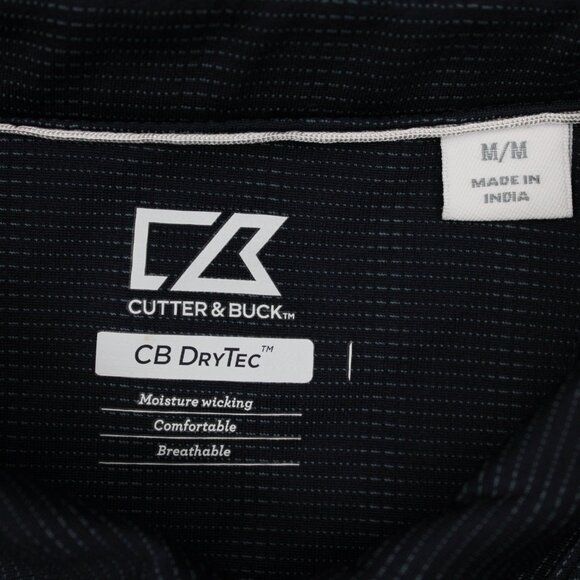 M/M
MADE IN
INDIA
CUTTER & BUCK™
CB DRYTEC™
Moisture wicking
Comfortable
Breathable